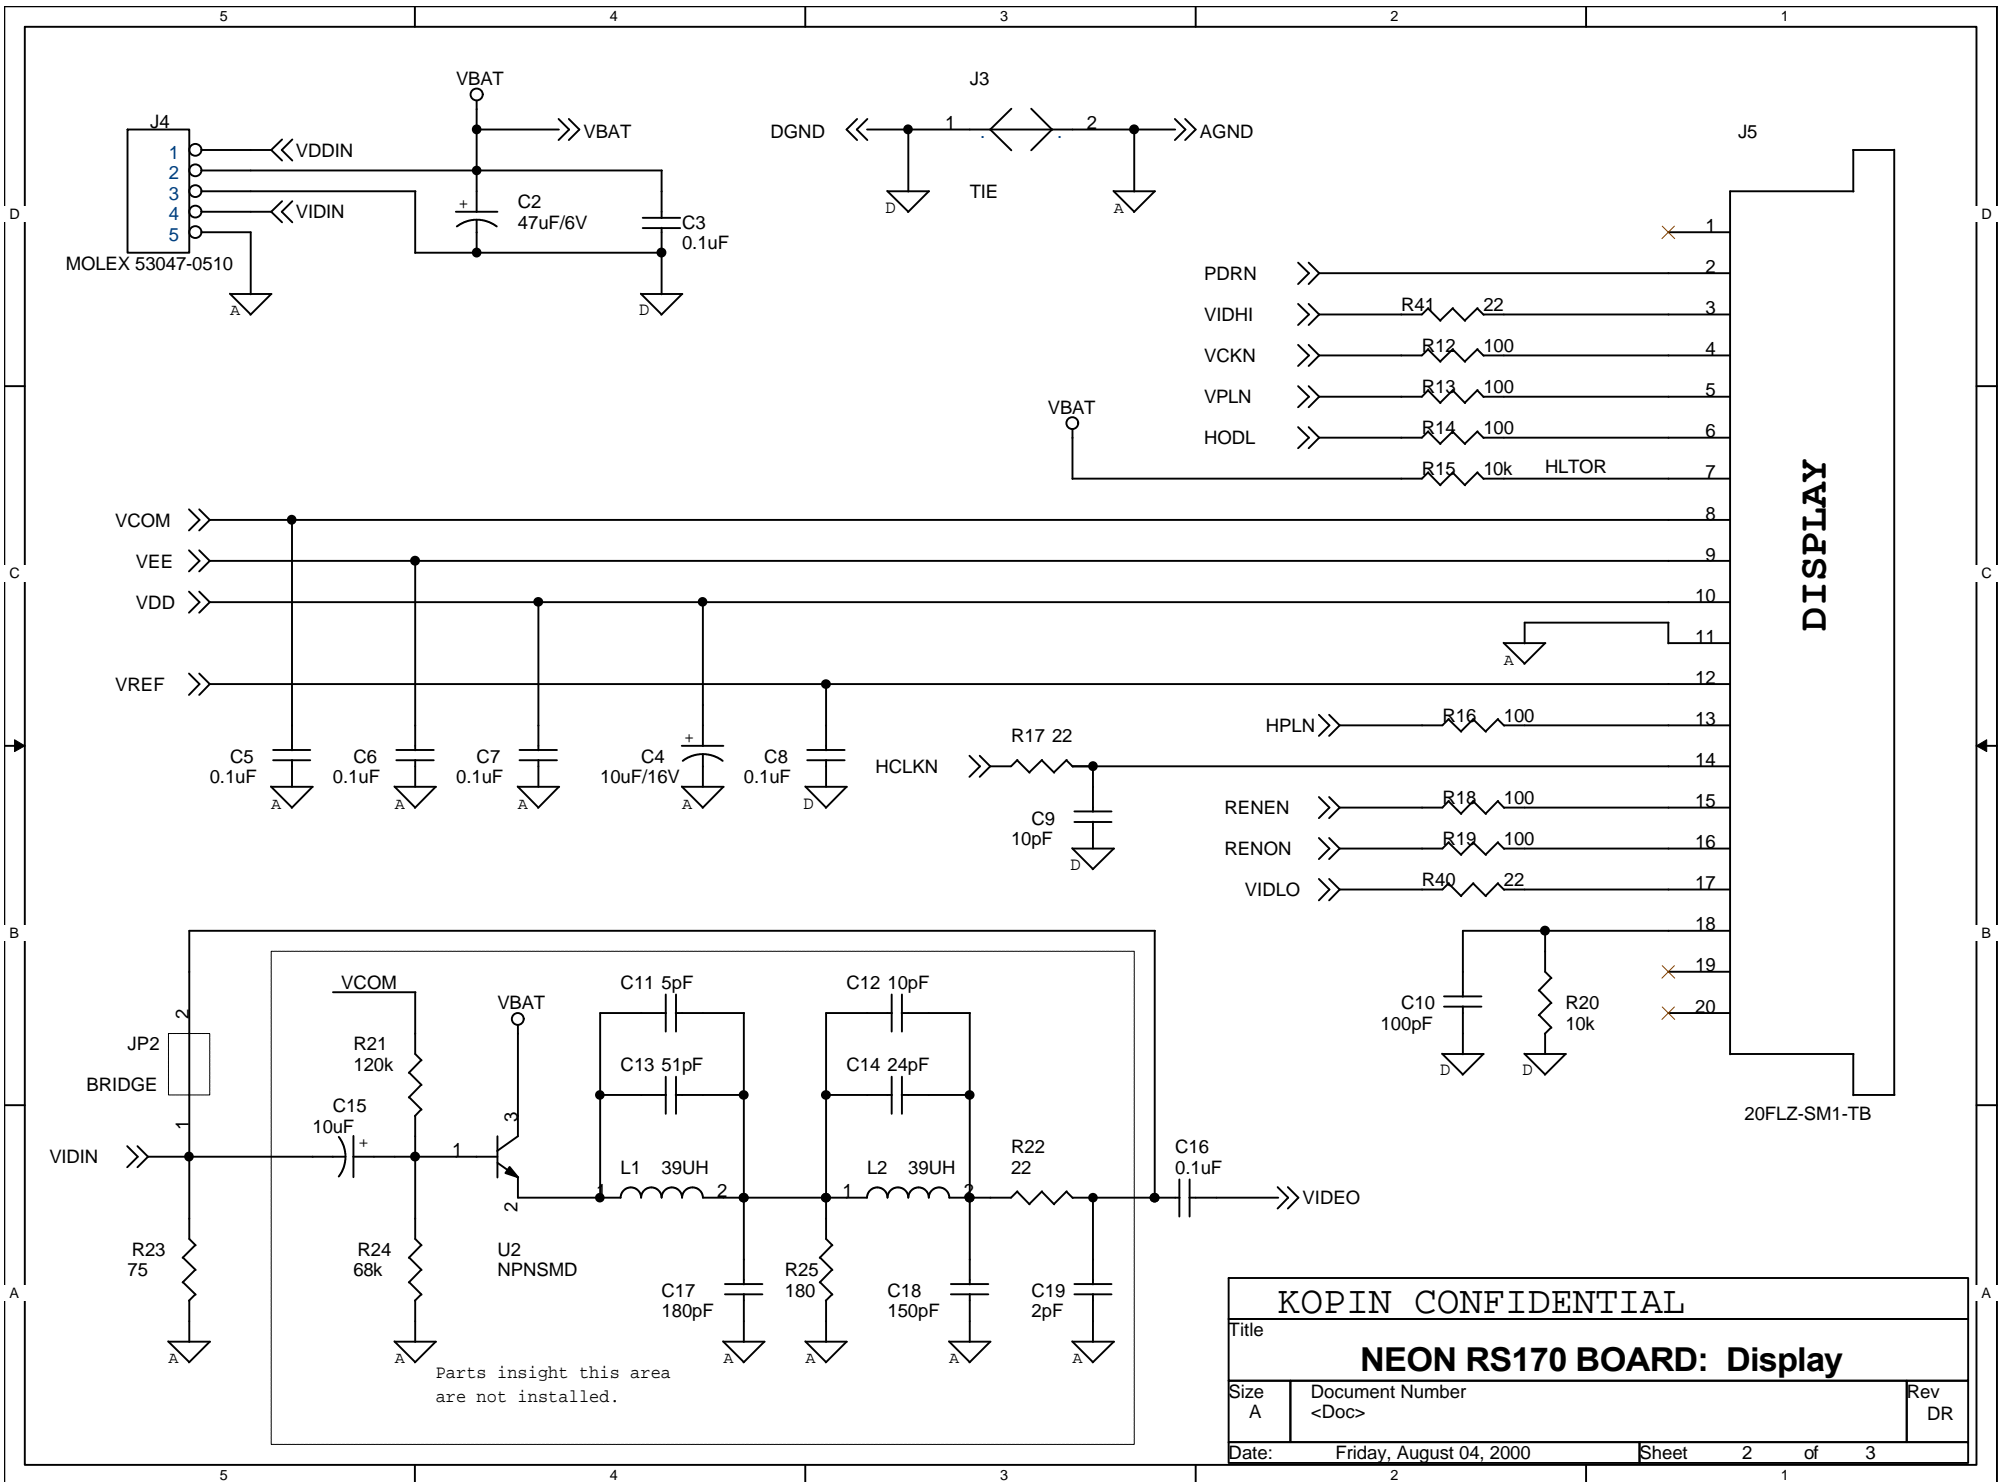 5 4 3 2 1
D D
C C
B B
A A
J4
1
2
3
4
5
MOLEX 53047-0510
VDDIN
VIDIN
A
VBAT
VBAT
+
C2
47uF/6V
C3
0.1uF
D
J3
DGND 1 2 AGND
TIE
D A
J5
1
PDRN 2
VIDHI R41 22 3
VCKN R12 100 4
VPLN R13 100 5
HODL R14 100 6
VBAT
R15 10k HLTOR 7
VCOM 8
VEE 9
VDD 10
A 11
VREF 12
HPLN R16 100 13
HCLKN R17 22 14
RENEN R18 100 15
RENON R19 100 16
VIDLO R40 22 17
18
19
20
DISPLAY
20FLZ-SM1-TB
C5
0.1uF
A
C6
0.1uF
A
C7
0.1uF
A
+
C4
10uF/16V
A
C8
0.1uF
D
C9
10pF
D
C10
100pF
D
R20
10k
D
2
JP2
BRIDGE
1
VIDIN
R23
75
A
VCOM
R21
120k
C15
10uF
+
R24
68k
A
VBAT
1
3
2
U2
NPNSMD
C11 5pF
C13 51pF
1 L1 39UH 2
C17
180pF
A
C12 10pF
C14 24pF
1 L2 39UH 2
R25
180
A
C18
150pF
A
R22
22
C19
2pF
A
C16
0.1uF
VIDEO
Parts insight this area
are not installed.
KOPIN CONFIDENTIAL
Title
NEON RS170 BOARD: Display
Size
A
Document Number
<Doc>
Rev
DR
Date: Friday, August 04, 2000 Sheet 2 of 3
5 4 3 2 1